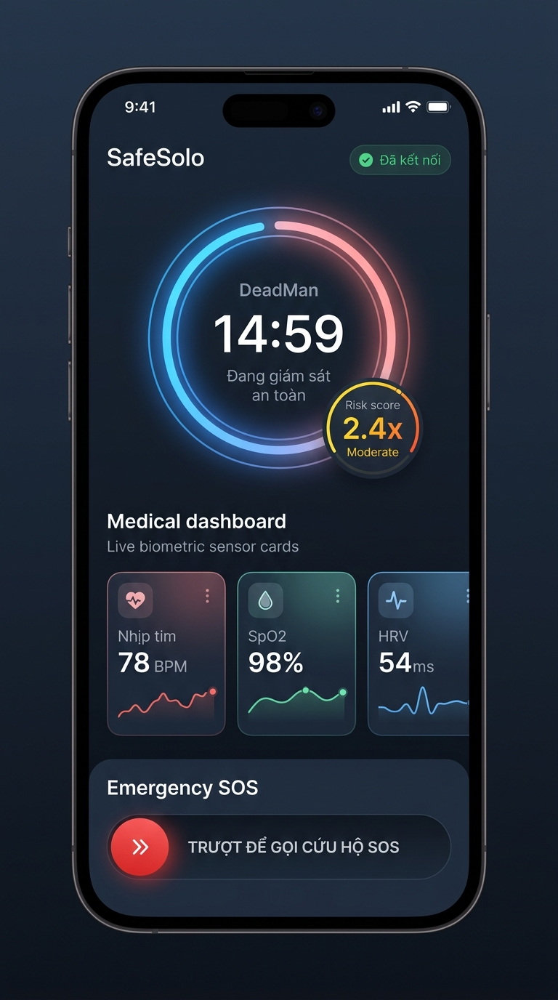 9:41
SafeSolo
Đã kết nối
DeadMan
14:59
Đang giám sát
an toàn
Risk score
2.4x
Moderate
Medical dashboard
Live biometric sensor cards
Nhịp tim
78 BPM
SpO2
98%
HRV
54ms
Emergency SOS
TRƯỢT ĐỂ GỌI CỨU HỘ SOS